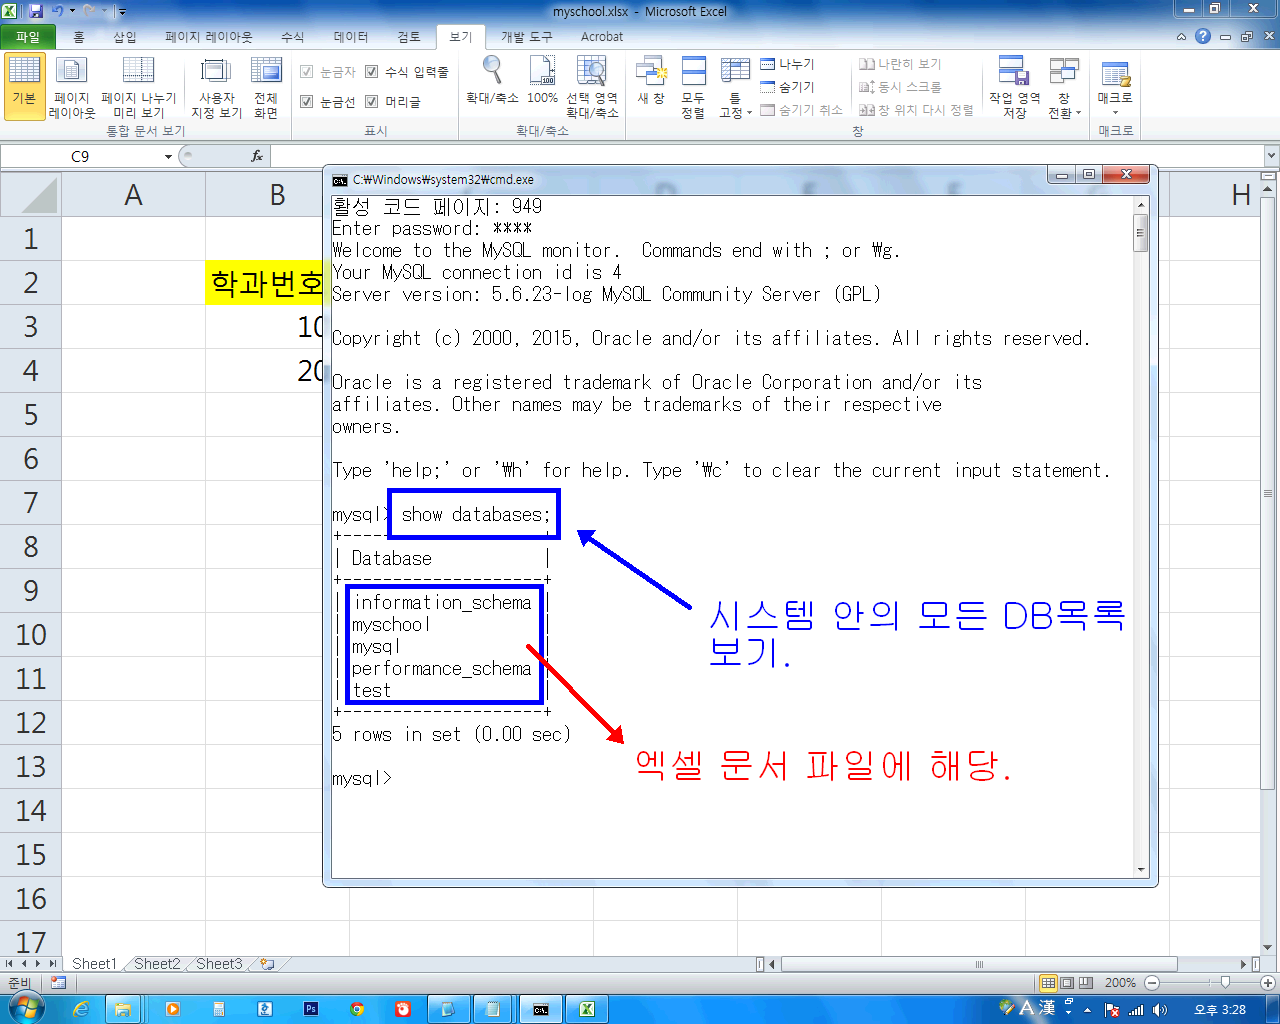 myschool.xlsx - Microsoft Excel
파일 홈 삽입 페이지 레이아웃 수식 데이터 검토 보기 개발 도구 Acrobat
기본
페이지 레이아웃
페이지 나누기 미리 보기
사용자 지정 보기
전체 화면
통합 문서 보기
눈금자 수식 입력줄
눈금선 머리글
표시
확대/축소
100%
선택 영역 확대/축소
확대/축소
새 창
모두 정렬
틀 고정
나누기
숨기기
숨기기 취소
나란히 보기
동시 스크롤
창 위치 다시 정렬
작업 영역 저장
창 전환
창
매크로
매크로
C9
fx
A B H
1
2 학과번호
3 10
4 20
5
6
7
8
9
10
11
12
13
14
15
16
17
C:\Windows\system32\cmd.exe
활성 코드 페이지: 949
Enter password: ****
Welcome to the MySQL monitor.  Commands end with ; or ₩g.
Your MySQL connection id is 4
Server version: 5.6.23-log MySQL Community Server (GPL)
Copyright (c) 2000, 2015, Oracle and/or its affiliates. All rights reserved.
Oracle is a registered trademark of Oracle Corporation and/or its
affiliates. Other names may be trademarks of their respective
owners.
Type 'help;' or '₩h' for help. Type '₩c' to clear the current input statement.
mysql> show databases;
+--------------------+
| Database           |
+--------------------+
| information_schema |
| myschool           |
| mysql              |
| performance_schema |
| test               |
+--------------------+
5 rows in set (0.00 sec)
mysql>
시스템 안의 모든 DB목록
보기.
엑셀 문서 파일에 해당.
Sheet1 Sheet2 Sheet3
준비
200%
A 漢
오후 3:28